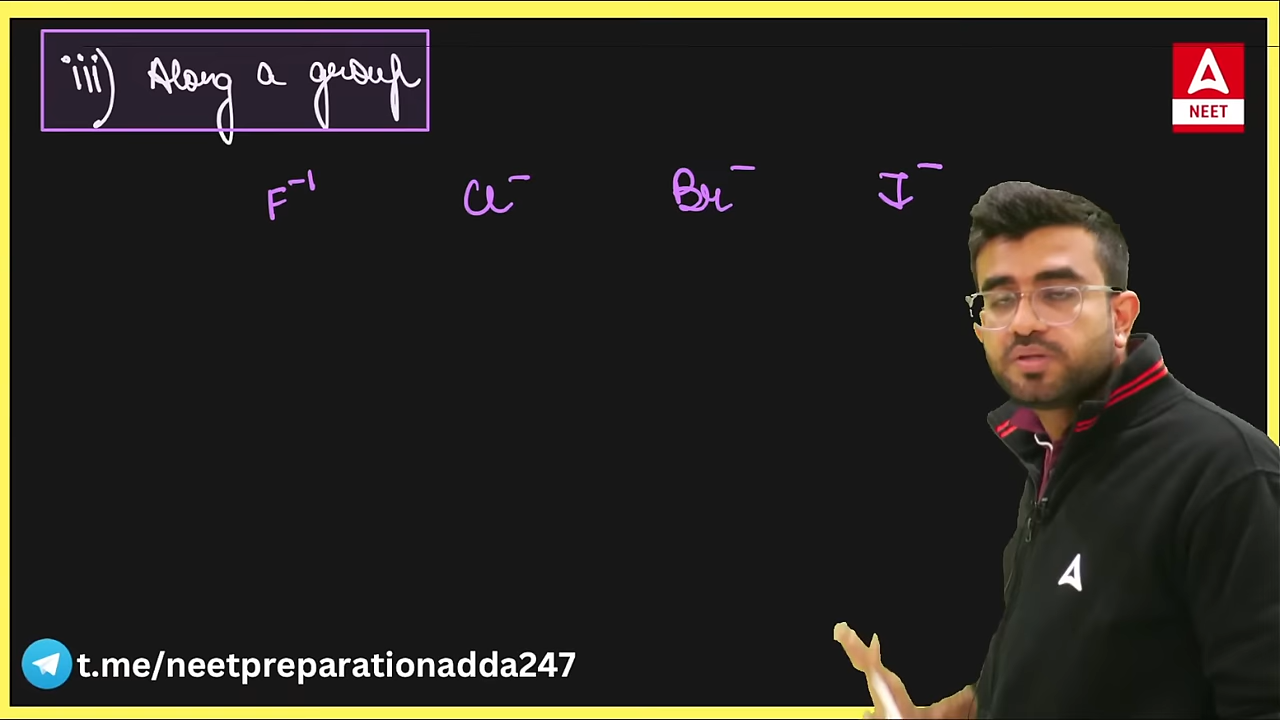 iii) Along a group
NEET
F⁻¹ Cl⁻ Br⁻ I⁻
t.me/neetpreparationadda247